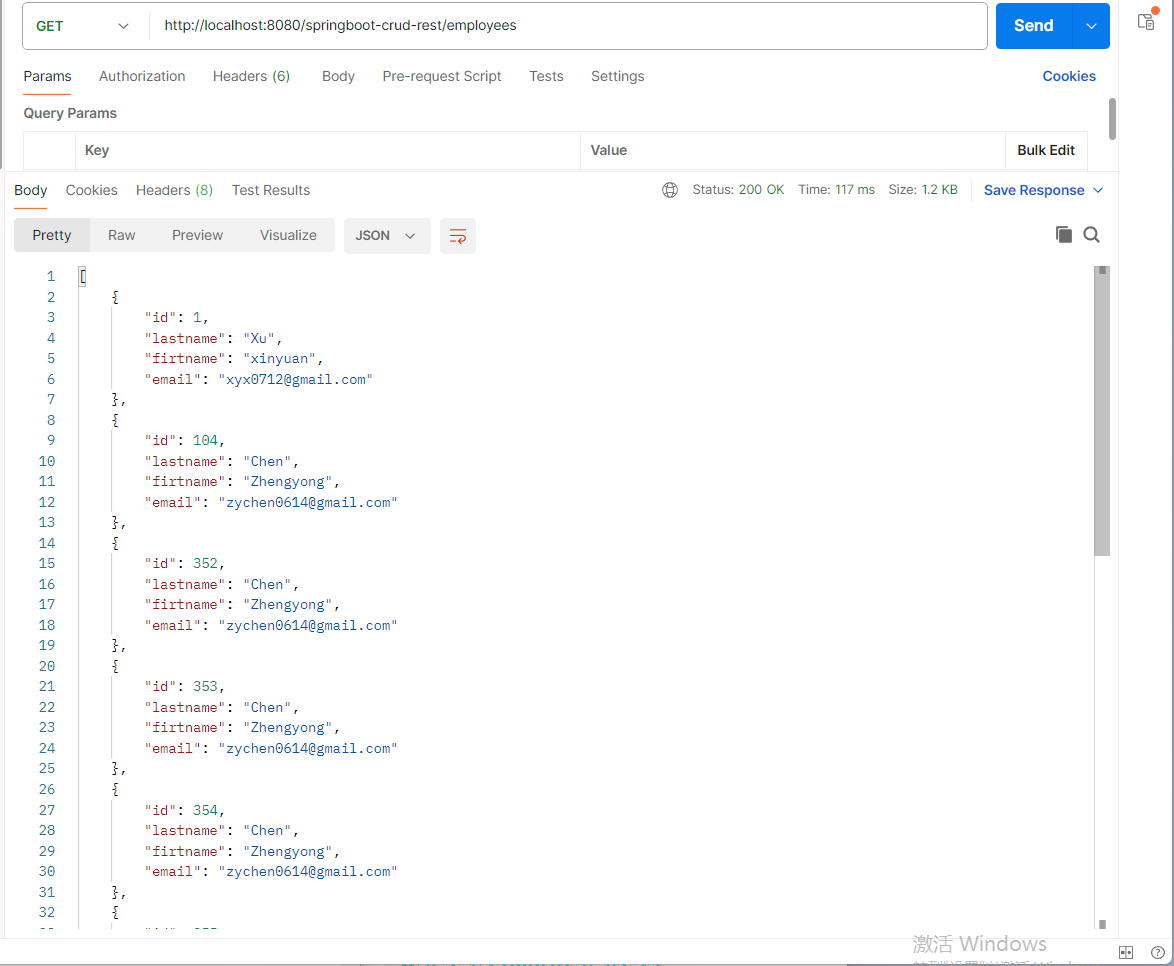 GET http://localhost:8080/springboot-crud-rest/employees Send
Params Authorization Headers (6) Body Pre-request Script Tests Settings Cookies
Query Params
Key Value Bulk Edit
Body Cookies Headers (8) Test Results Status: 200 OK Time: 117 ms Size: 1.2 KB Save Response
Pretty Raw Preview Visualize JSON
1 [
2 {
3 "id": 1,
4 "lastname": "Xu",
5 "firtname": "xinyuan",
6 "email": "xyx0712@gmail.com"
7 },
8 {
9 "id": 104,
10 "lastname": "Chen",
11 "firtname": "Zhengyong",
12 "email": "zychen0614@gmail.com"
13 },
14 {
15 "id": 352,
16 "lastname": "Chen",
17 "firtname": "Zhengyong",
18 "email": "zychen0614@gmail.com"
19 },
20 {
21 "id": 353,
22 "lastname": "Chen",
23 "firtname": "Zhengyong",
24 "email": "zychen0614@gmail.com"
25 },
26 {
27 "id": 354,
28 "lastname": "Chen",
29 "firtname": "Zhengyong",
30 "email": "zychen0614@gmail.com"
31 },
32 {
激活 Windows